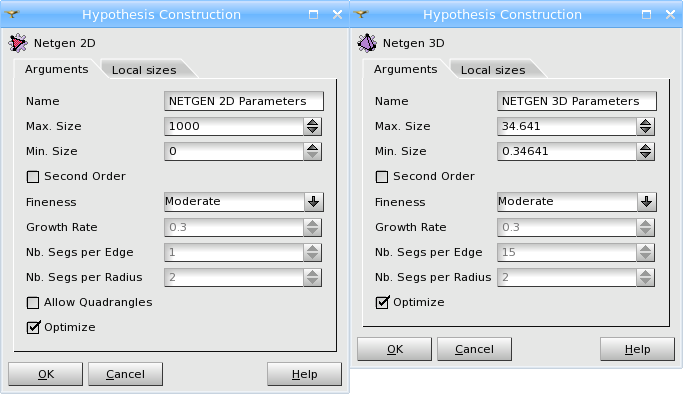 Hypothesis Construction
Netgen 2D
Arguments
Local sizes
Name NETGEN 2D Parameters
Max. Size 1000
Min. Size 0
Second Order
Fineness Moderate
Growth Rate 0.3
Nb. Segs per Edge 1
Nb. Segs per Radius 2
Allow Quadrangles
Optimize
OK Cancel Help
Hypothesis Construction
Netgen 3D
Arguments
Local sizes
Name NETGEN 3D Parameters
Max. Size 34.641
Min. Size 0.34641
Second Order
Fineness Moderate
Growth Rate 0.3
Nb. Segs per Edge 15
Nb. Segs per Radius 2
Optimize
OK Cancel Help